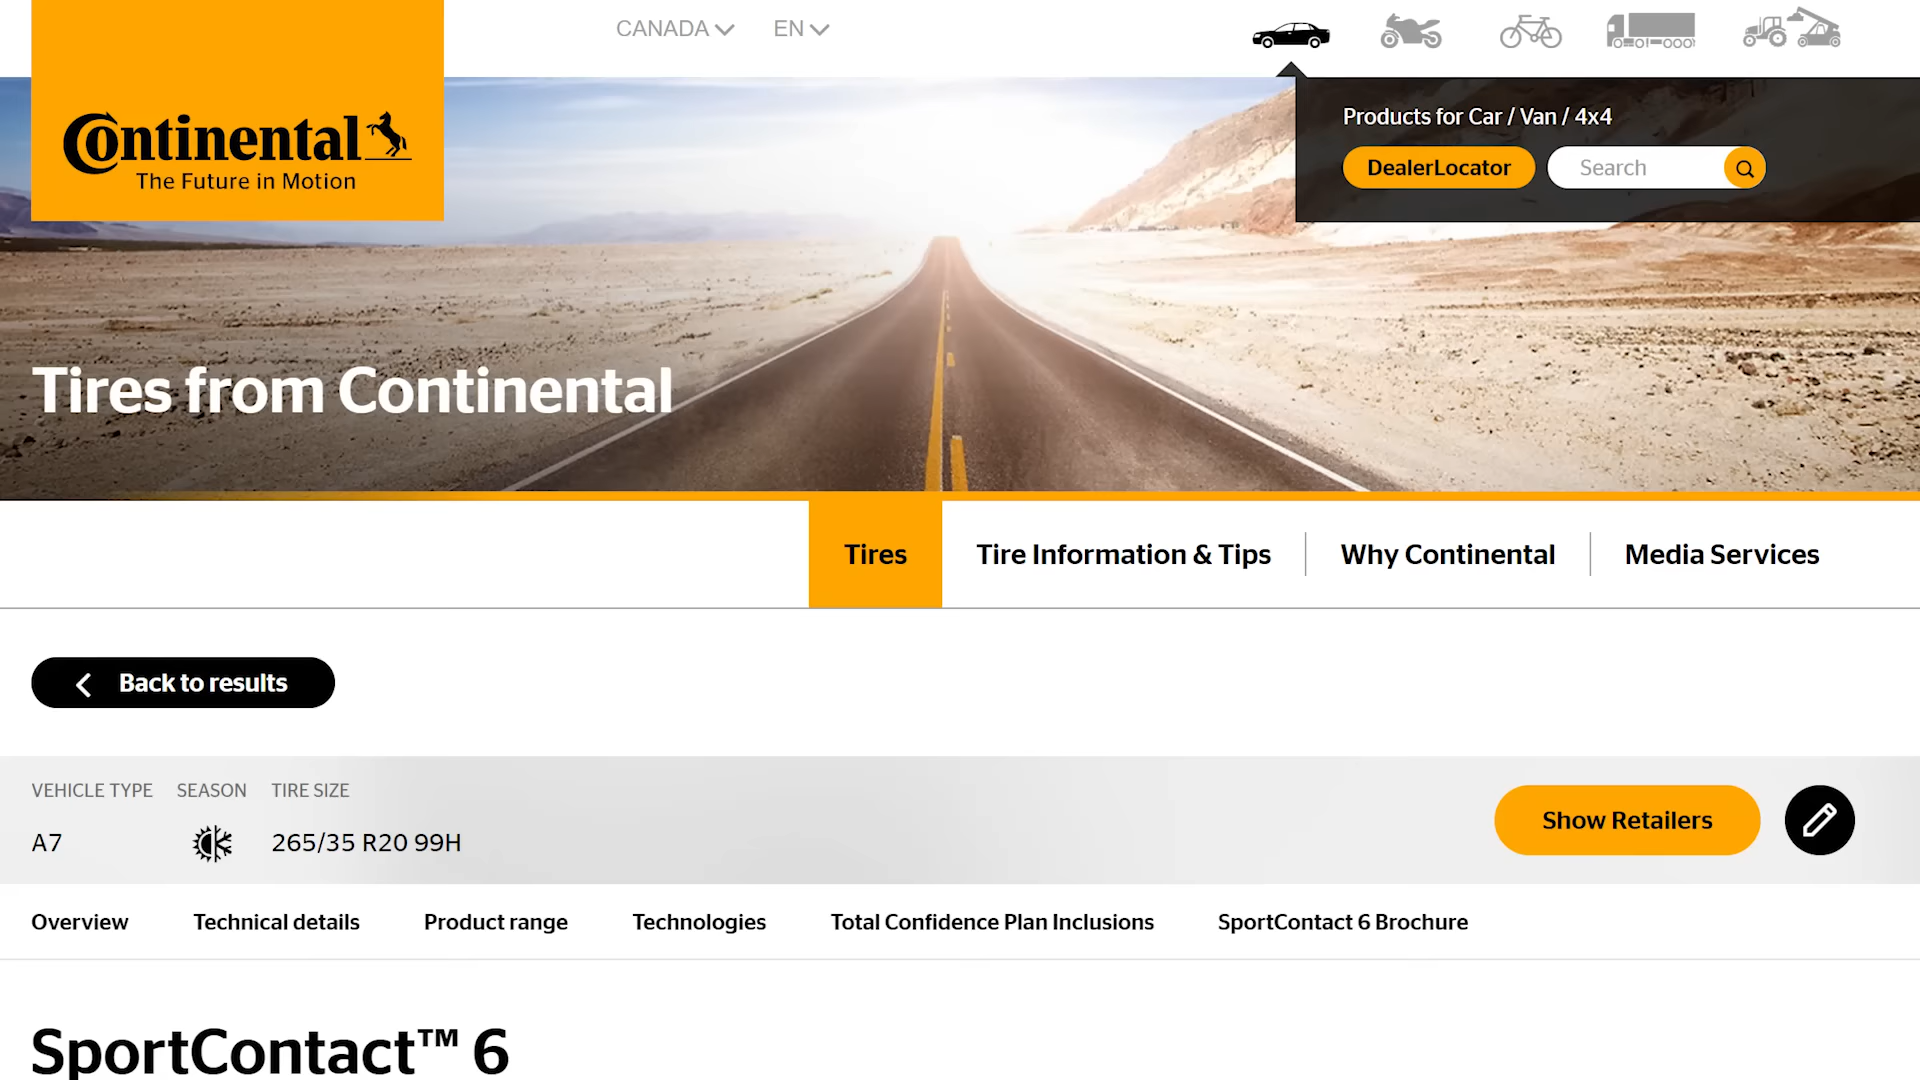 CANADA EN
Continental
The Future in Motion
Products for Car / Van / 4x4
DealerLocator Search
Tires from Continental
Tires Tire Information & Tips Why Continental Media Services
Back to results
VEHICLE TYPE SEASON TIRE SIZE
A7 265/35 R20 99H
Show Retailers
Overview Technical details Product range Technologies Total Confidence Plan Inclusions SportContact 6 Brochure
SportContact™ 6